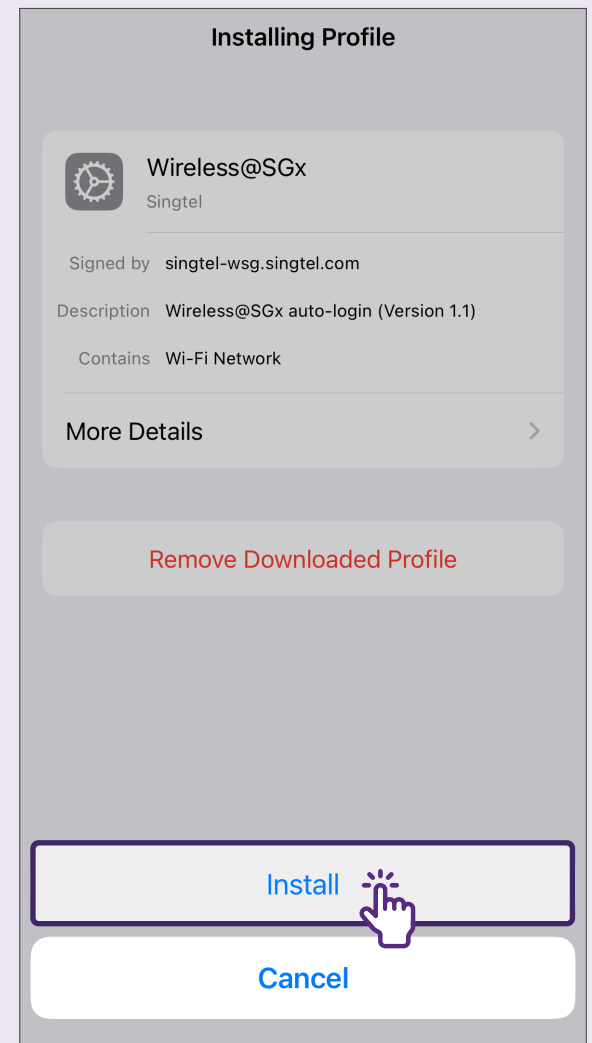 Installing Profile
Wireless@SGx
Singtel
Signed by singtel-wsg.singtel.com
Description Wireless@SGx auto-login (Version 1.1)
Contains Wi-Fi Network
More Details
Remove Downloaded Profile
Install
Cancel